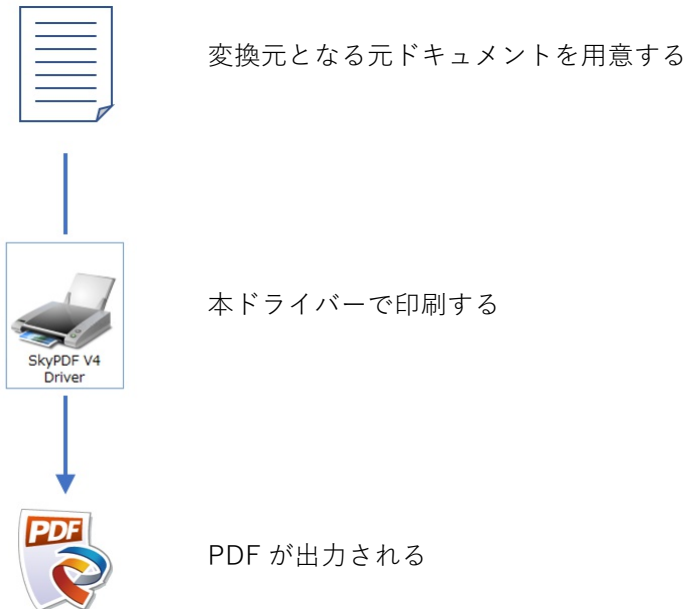 変換元となる元ドキュメントを用意する
本ドライバーで印刷する
SkyPDF V4
Driver
PDF
PDF が出力される